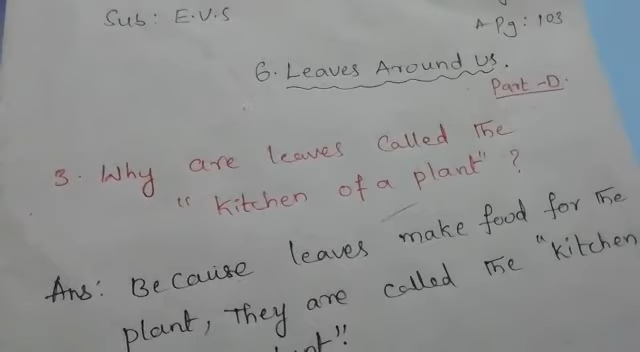 Sub: E.V.S
Pg: 103
6. Leaves Around us.
Part -D.
3. Why are leaves called the
" kitchen of a plant" ?
Ans: Because leaves make food for the
plant, They are called the "kitchen